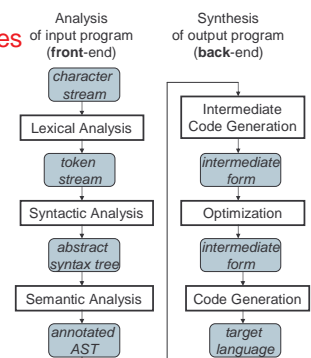 es
Analysis
of input program
(front-end)
character
stream
Lexical Analysis
token
stream
Syntactic Analysis
abstract
syntax tree
Semantic Analysis
annotated
AST
Synthesis
of output program
(back-end)
Intermediate
Code Generation
intermediate
form
Optimization
intermediate
form
Code Generation
target
language